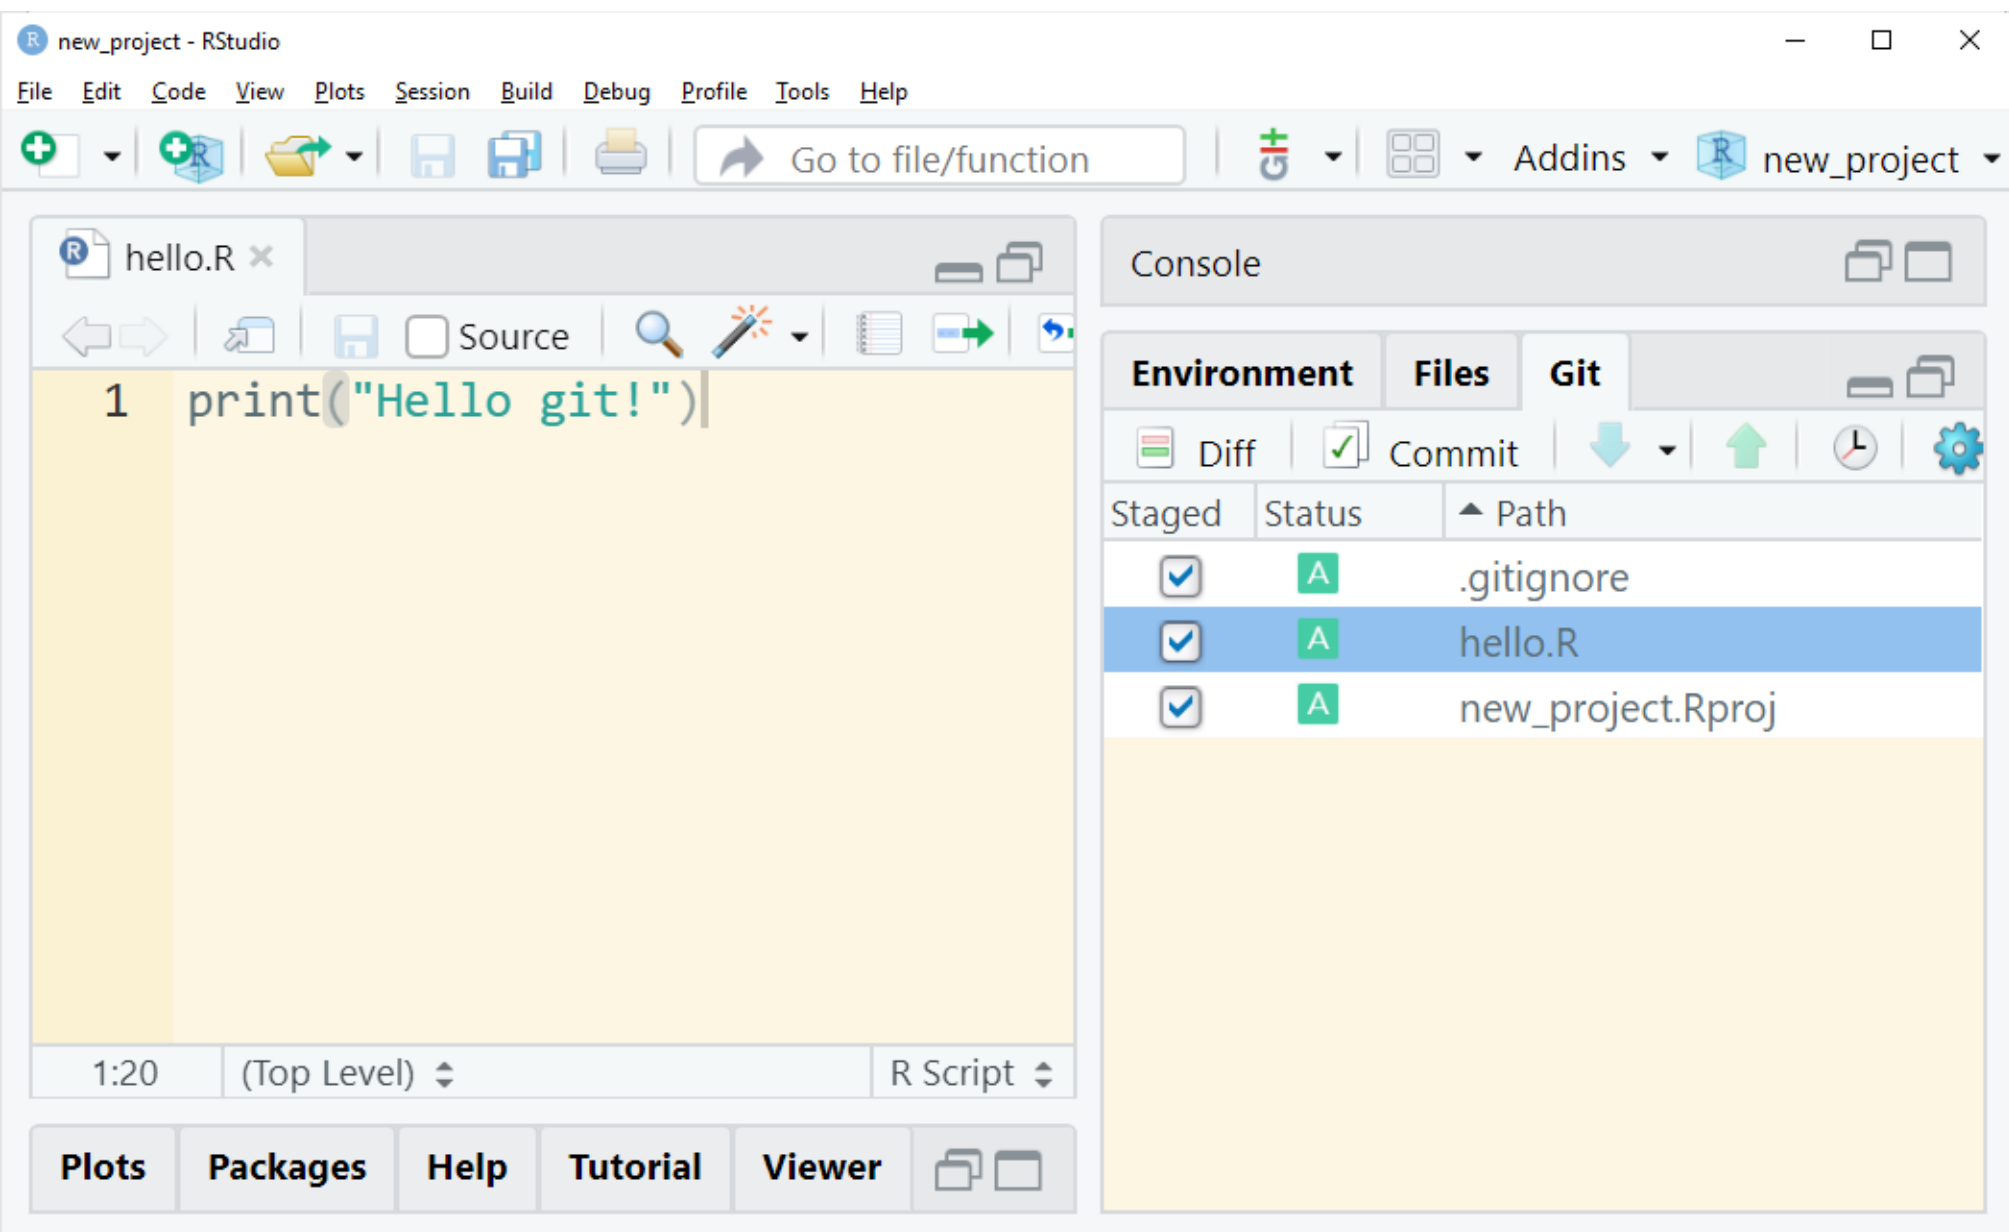 new_project - RStudio
File Edit Code View Plots Session Build Debug Profile Tools Help
Go to file/function
git
Addins
R new_project
hello.R
Source
1 print("Hello git!")
1:20 (Top Level) R Script
Plots Packages Help Tutorial Viewer
Console
Environment Files Git
Diff Commit
Staged Status Path
A .gitignore
A hello.R
A new_project.Rproj